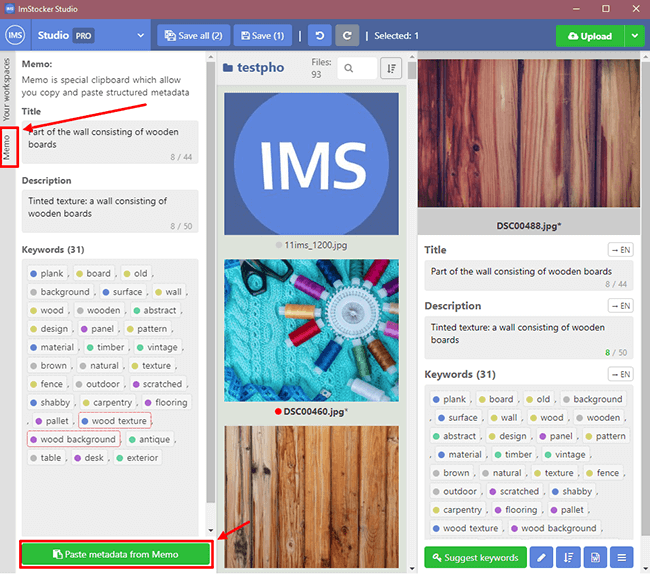 ImStocker Studio
IMS
Studio PRO
Save all (2)
Save (1)
Selected: 1
Upload
Your workspaces
Memo
Memo:
Memo is special clipboard which allow
you copy and paste structured metadata
Title
Part of the wall consisting of wooden
boards
8 / 44
Description
Tinted texture: a wall consisting of
wooden boards
8 / 50
Keywords (31)
plank , board , old ,
background , surface , wall ,
wood , wooden , abstract ,
design , panel , pattern ,
material , timber , vintage ,
brown , natural , texture ,
fence , outdoor , scratched ,
shabby , carpentry , flooring
, pallet , wood texture ,
wood background , antique ,
table , desk , exterior
Paste metadata from Memo
testpho
Files:
93
IMS
11ims_1200.jpg
DSC00460.jpg*
DSC00488.jpg*
Title
→ EN
Part of the wall consisting of wooden boards
8 / 44
Description
→ EN
Tinted texture: a wall consisting of wooden
boards
8 / 50
Keywords (31)
→ EN
plank , board , old , background
, surface , wall , wood , wooden ,
abstract , design , panel , pattern
, material , timber , vintage ,
brown , natural , texture , fence ,
outdoor , scratched , shabby ,
carpentry , flooring , pallet ,
wood texture , wood background ,
Suggest keywords